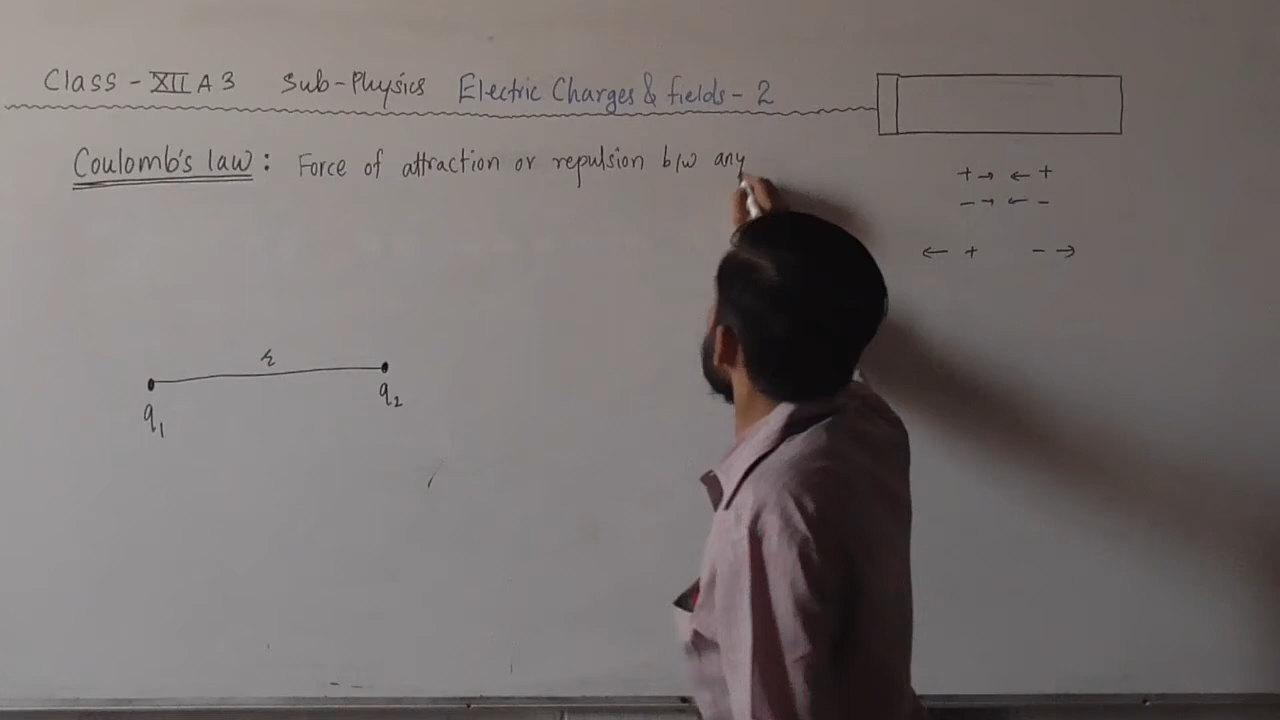 Class - XII A 3 Sub-Physics Electric Charges & fields - 2
Coulomb's law : Force of attraction or repulsion b/w any
+ → ← +
- → ← -
← + - →
r
q1 q2